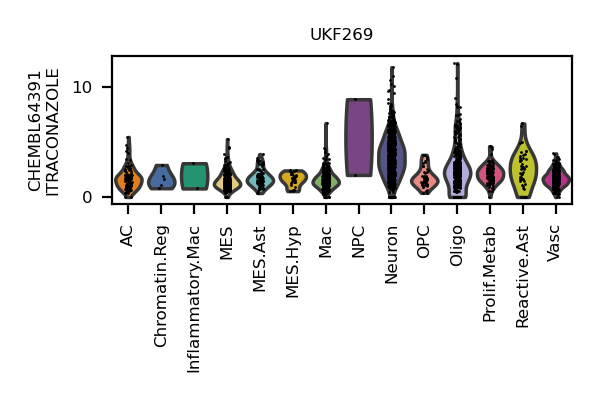 UKF269
CHEMBL64391
ITRACONAZOLE
10
0
AC
Chromatin.Reg
Inflammatory.Mac
MES
MES.Ast
MES.Hyp
Mac
NPC
Neuron
OPC
Oligo
Prolif.Metab
Reactive.Ast
Vasc